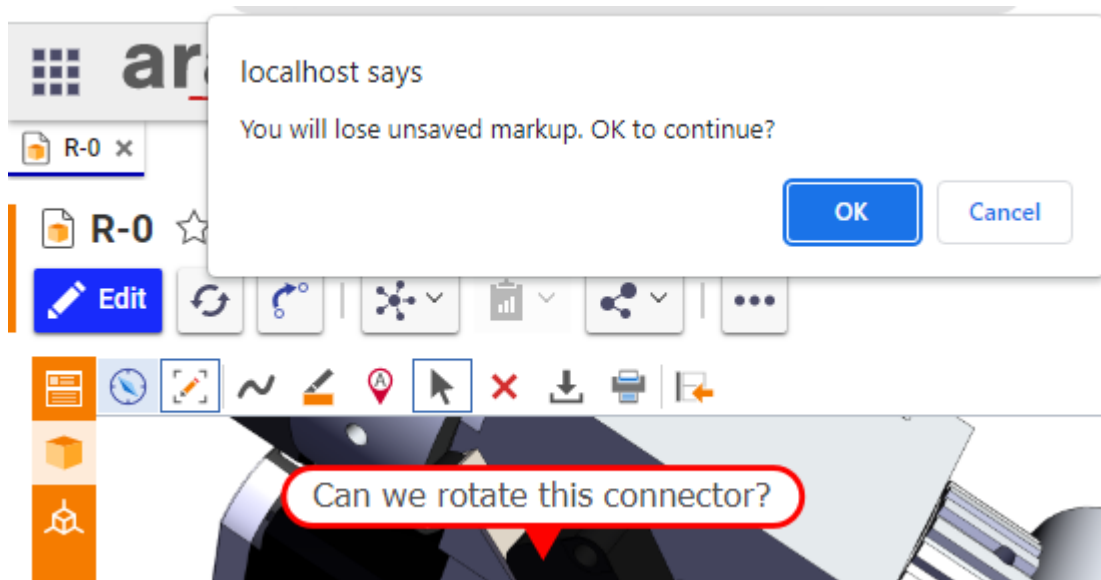 localhost says
You will lose unsaved markup. OK to continue?
OK
Cancel
R-0
R-0
Edit
A
Can we rotate this connector?